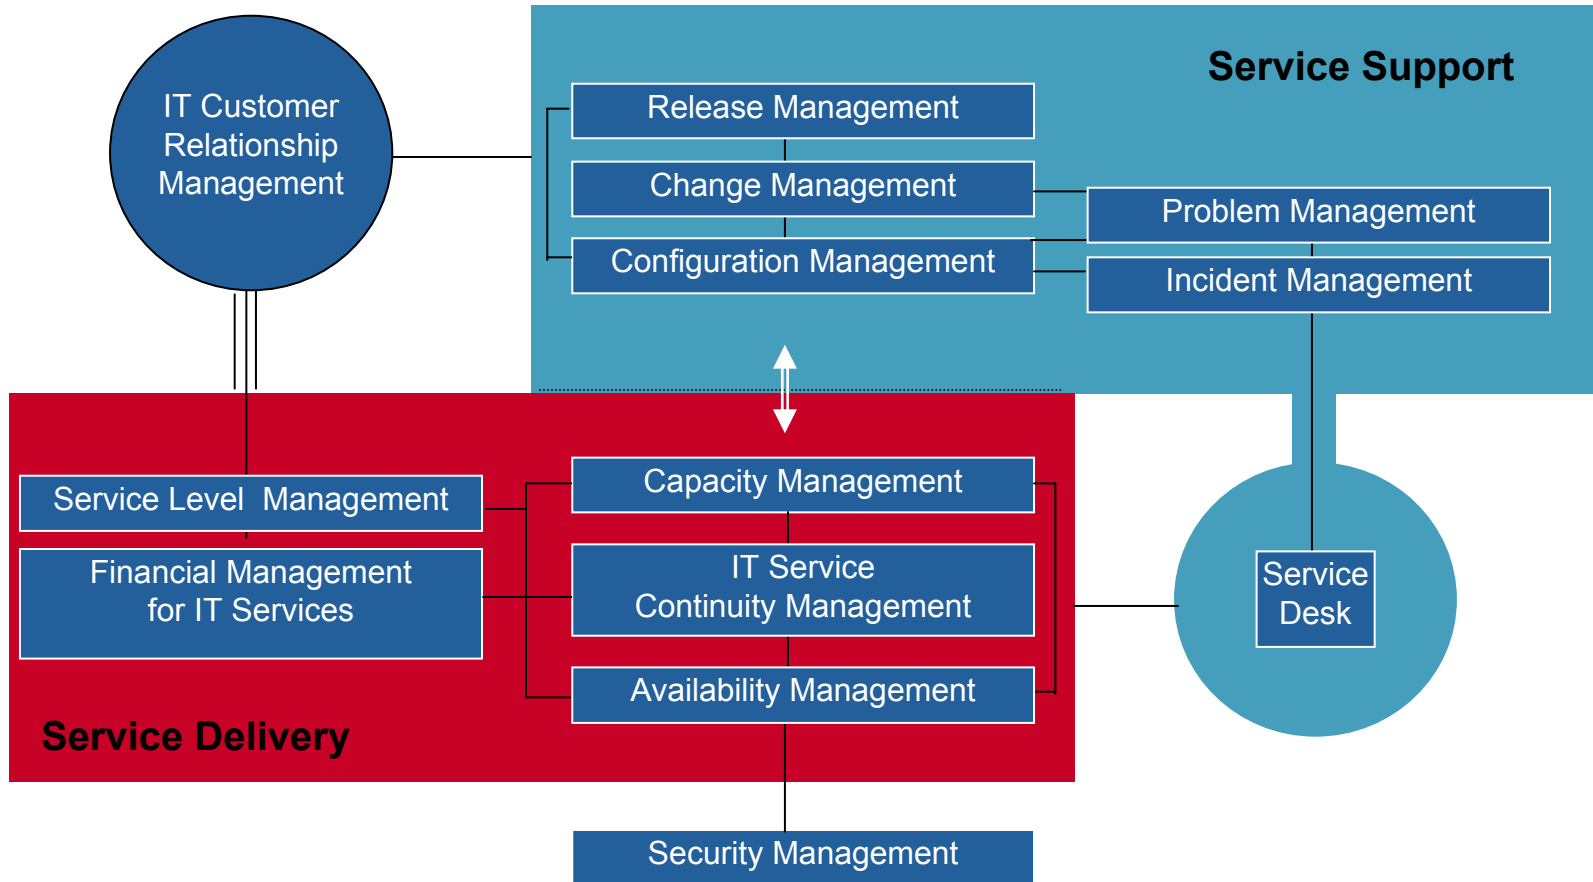 IT Customer
Relationship
Management
Service Support
Release Management
Change Management
Problem Management
Configuration Management
Incident Management
Service Level  Management
Capacity Management
Financial Management
for IT Services
IT Service
Continuity Management
Service
Desk
Availability Management
Service Delivery
Security Management